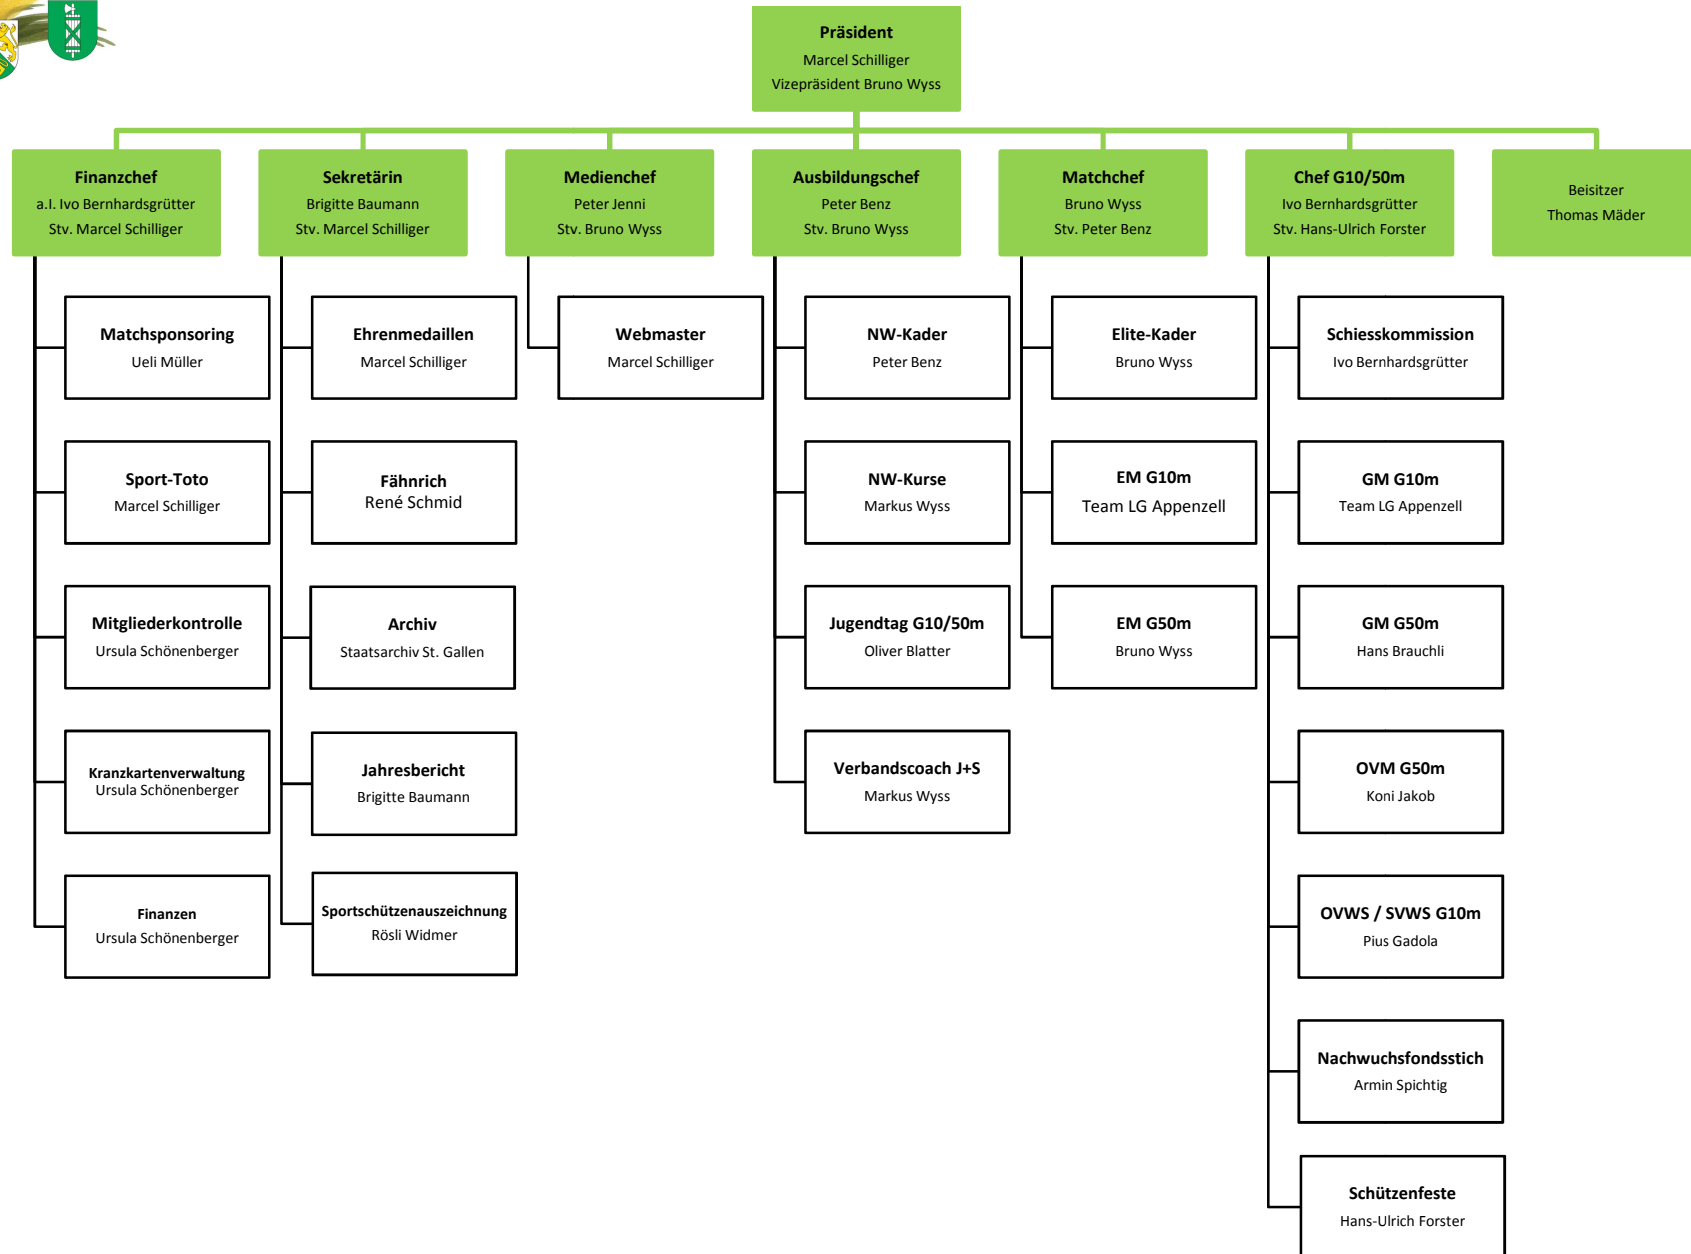 Präsident
Marcel Schilliger
Vizepräsident Bruno Wyss
Finanzchef
a.I. Ivo Bernhardsgrütter
Stv. Marcel Schilliger
Sekretärin
Brigitte Baumann
Stv. Marcel Schilliger
Medienchef
Peter Jenni
Stv. Bruno Wyss
Ausbildungschef
Peter Benz
Stv. Bruno Wyss
Matchchef
Bruno Wyss
Stv. Peter Benz
Chef G10/50m
Ivo Bernhardsgrütter
Stv. Hans-Ulrich Forster
Beisitzer
Thomas Mäder
Matchsponsoring
Ueli Müller
Sport-Toto
Marcel Schilliger
Mitgliederkontrolle
Ursula Schönenberger
Kranzkartenverwaltung
Ursula Schönenberger
Finanzen
Ursula Schönenberger
Ehrenmedaillen
Marcel Schilliger
Fähnrich
René Schmid
Archiv
Staatsarchiv St. Gallen
Jahresbericht
Brigitte Baumann
Sportschützenauszeichnung
Rösli Widmer
Webmaster
Marcel Schilliger
NW-Kader
Peter Benz
NW-Kurse
Markus Wyss
Jugendtag G10/50m
Oliver Blatter
Verbandscoach J+S
Markus Wyss
Elite-Kader
Bruno Wyss
EM G10m
Team LG Appenzell
EM G50m
Bruno Wyss
Schiesskommission
Ivo Bernhardsgrütter
GM G10m
Team LG Appenzell
GM G50m
Hans Brauchli
OVM G50m
Koni Jakob
OVWS / SVWS G10m
Pius Gadola
Nachwuchsfondsstich
Armin Spichtig
Schützenfeste
Hans-Ulrich Forster